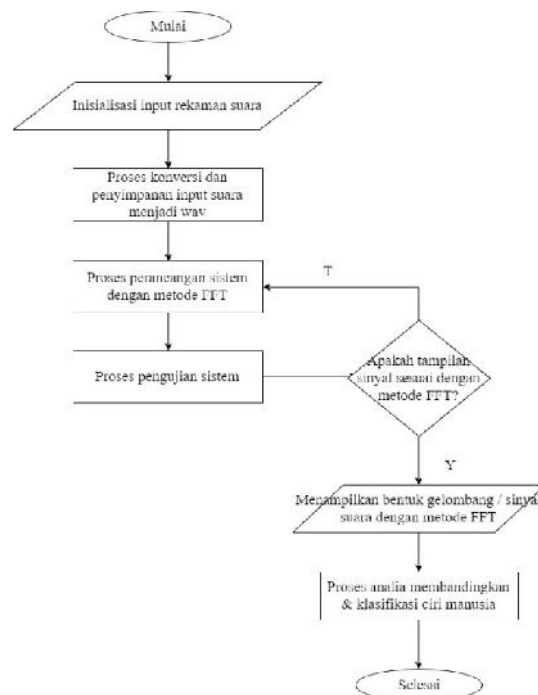 Mulai
Inisialisasi input rekaman suara
Proses konversi dan
penyimpanan input suara
menjadi wav
Proses perancangan sistem
dengan metode FFT
T
Proses pengujian sistem
Apakah tampilan
sinyal sesuai dengan
metode FFT?
Y
Menampilkan bentuk gelombang / sinyal
suara dengan metode FFT
Proses analia membandingkan
& klasifikasi ciri manusia
Selesai